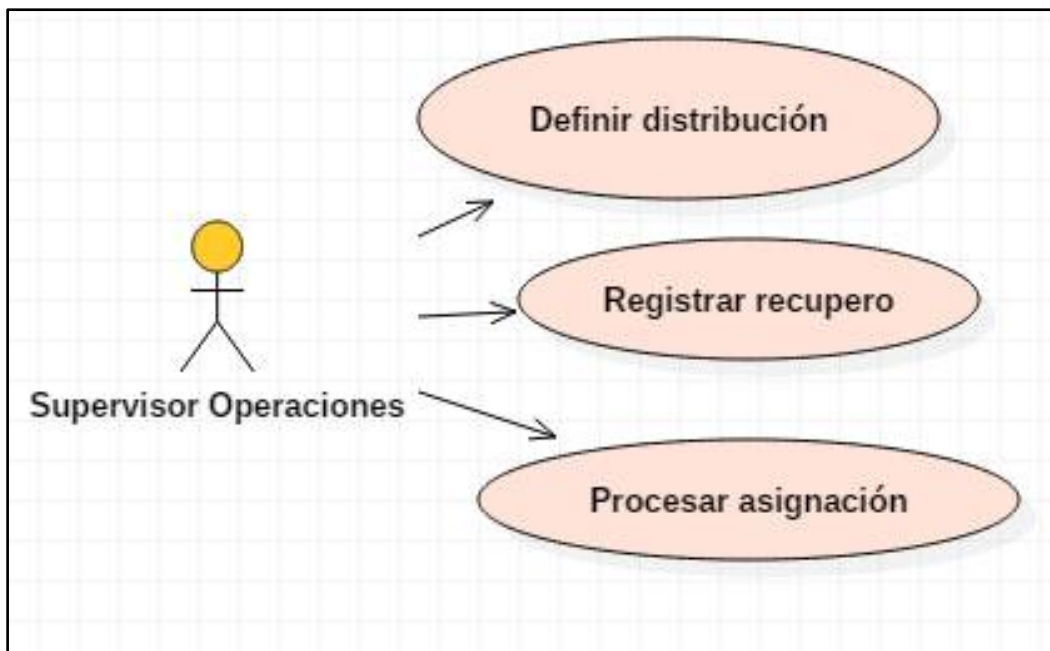 Definir distribución
Registrar recupero
Supervisor Operaciones
Procesar asignación